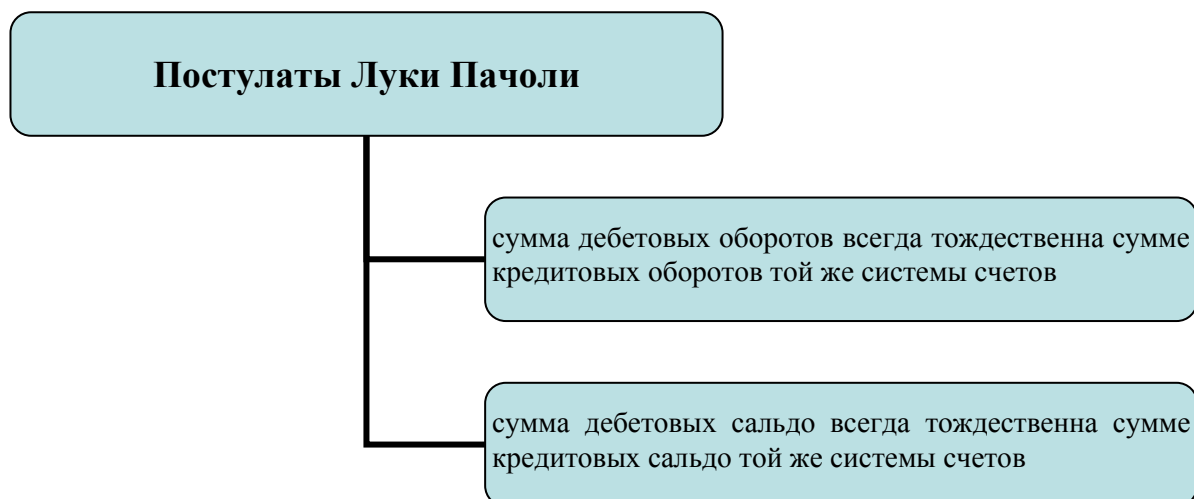 Постулаты Луки Пачоли
сумма дебетовых оборотов всегда тождественна сумме
кредитовых оборотов той же системы счетов
сумма дебетовых сальдо всегда тождественна сумме
кредитовых сальдо той же системы счетов